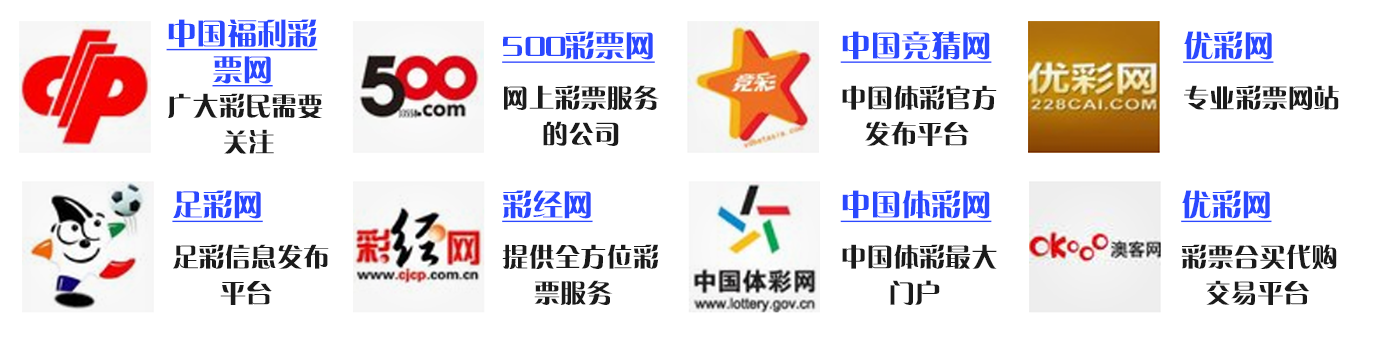 中国福利彩
票网
广大彩民需要
关注
500
.com
500彩票网
网上彩票服务
的公司
竞彩
中国竞猜网
中国体彩官方
发布平台
优彩网
228CAI.COM
优彩网
专业彩票网站
足彩网
足彩信息发布
平台
彩经网
www.cjcp.com.cn
彩经网
提供全方位彩
票服务
中国体彩网
www.lottery.gov.cn
中国体彩网
中国体彩最大
门户
okooo 澳客网
优彩网
彩票合买代购
交易平台